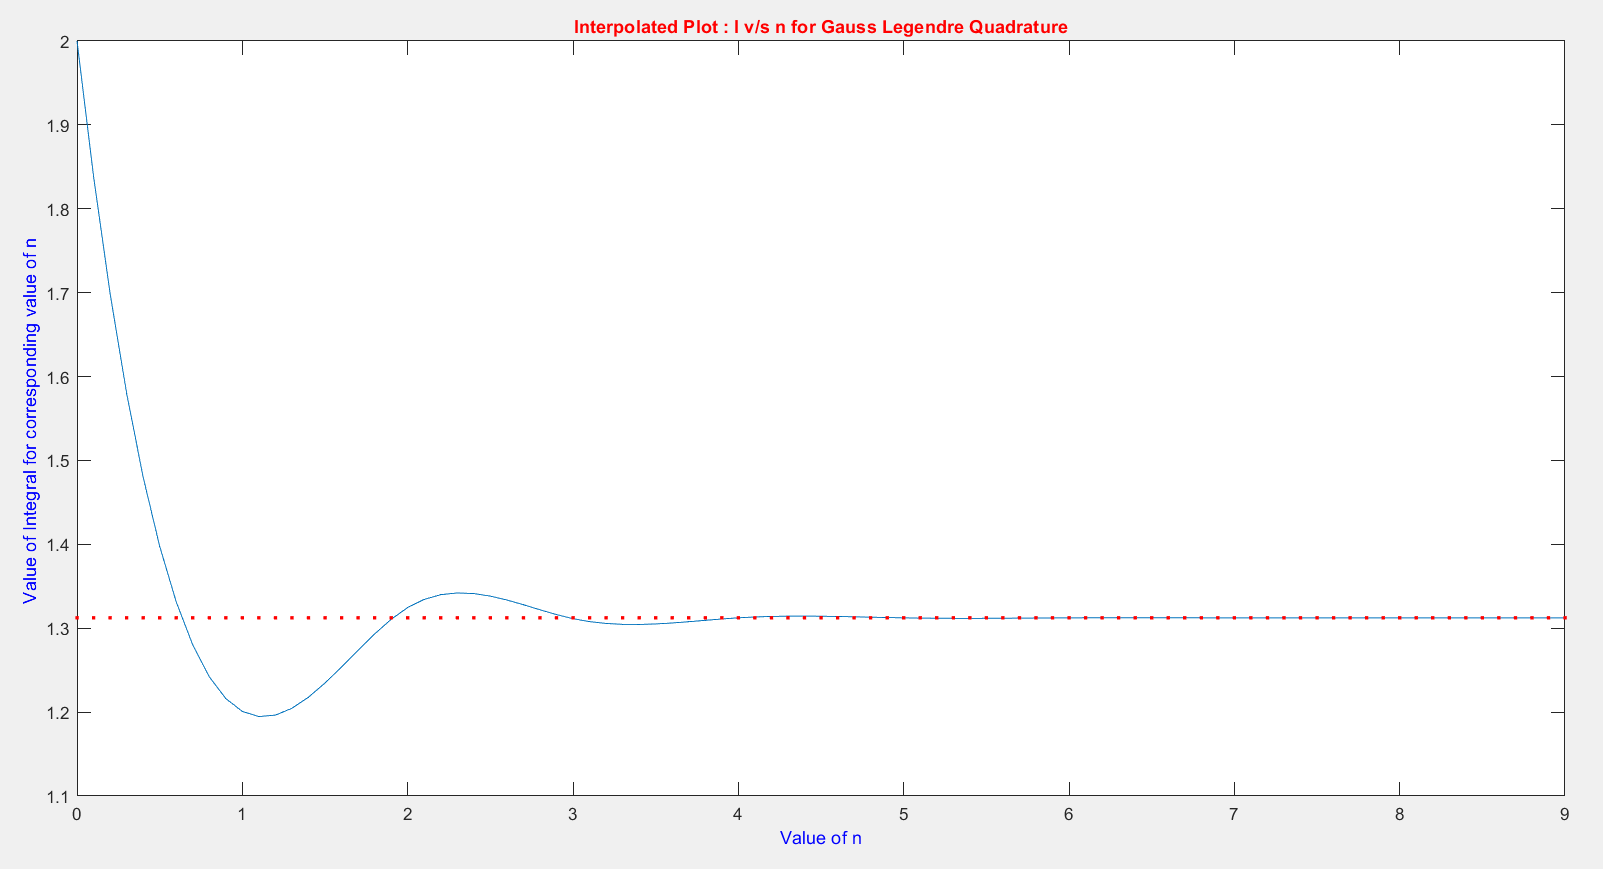 Interpolated Plot : I v/s n for Gauss Legendre Quadrature
Value of Integral for corresponding value of n
2
1.9
1.8
1.7
1.6
1.5
1.4
1.3
1.2
1.1
0 1 2 3 4 5 6 7 8 9
Value of n